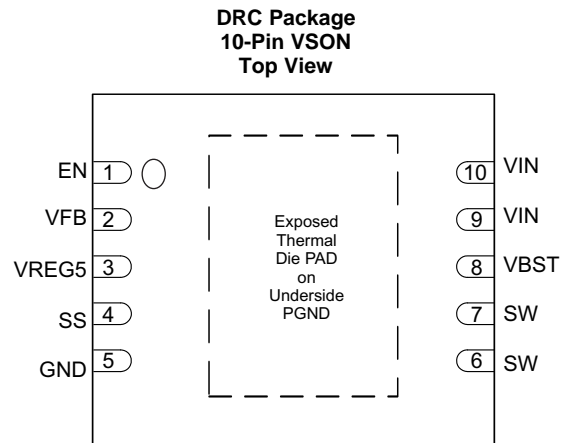 DRC Package
10-Pin VSON
Top View
EN 1
VFB 2
VREG5 3
SS 4
GND 5
Exposed
Thermal
Die PAD
on
Underside
PGND
10 VIN
9 VIN
8 VBST
7 SW
6 SW